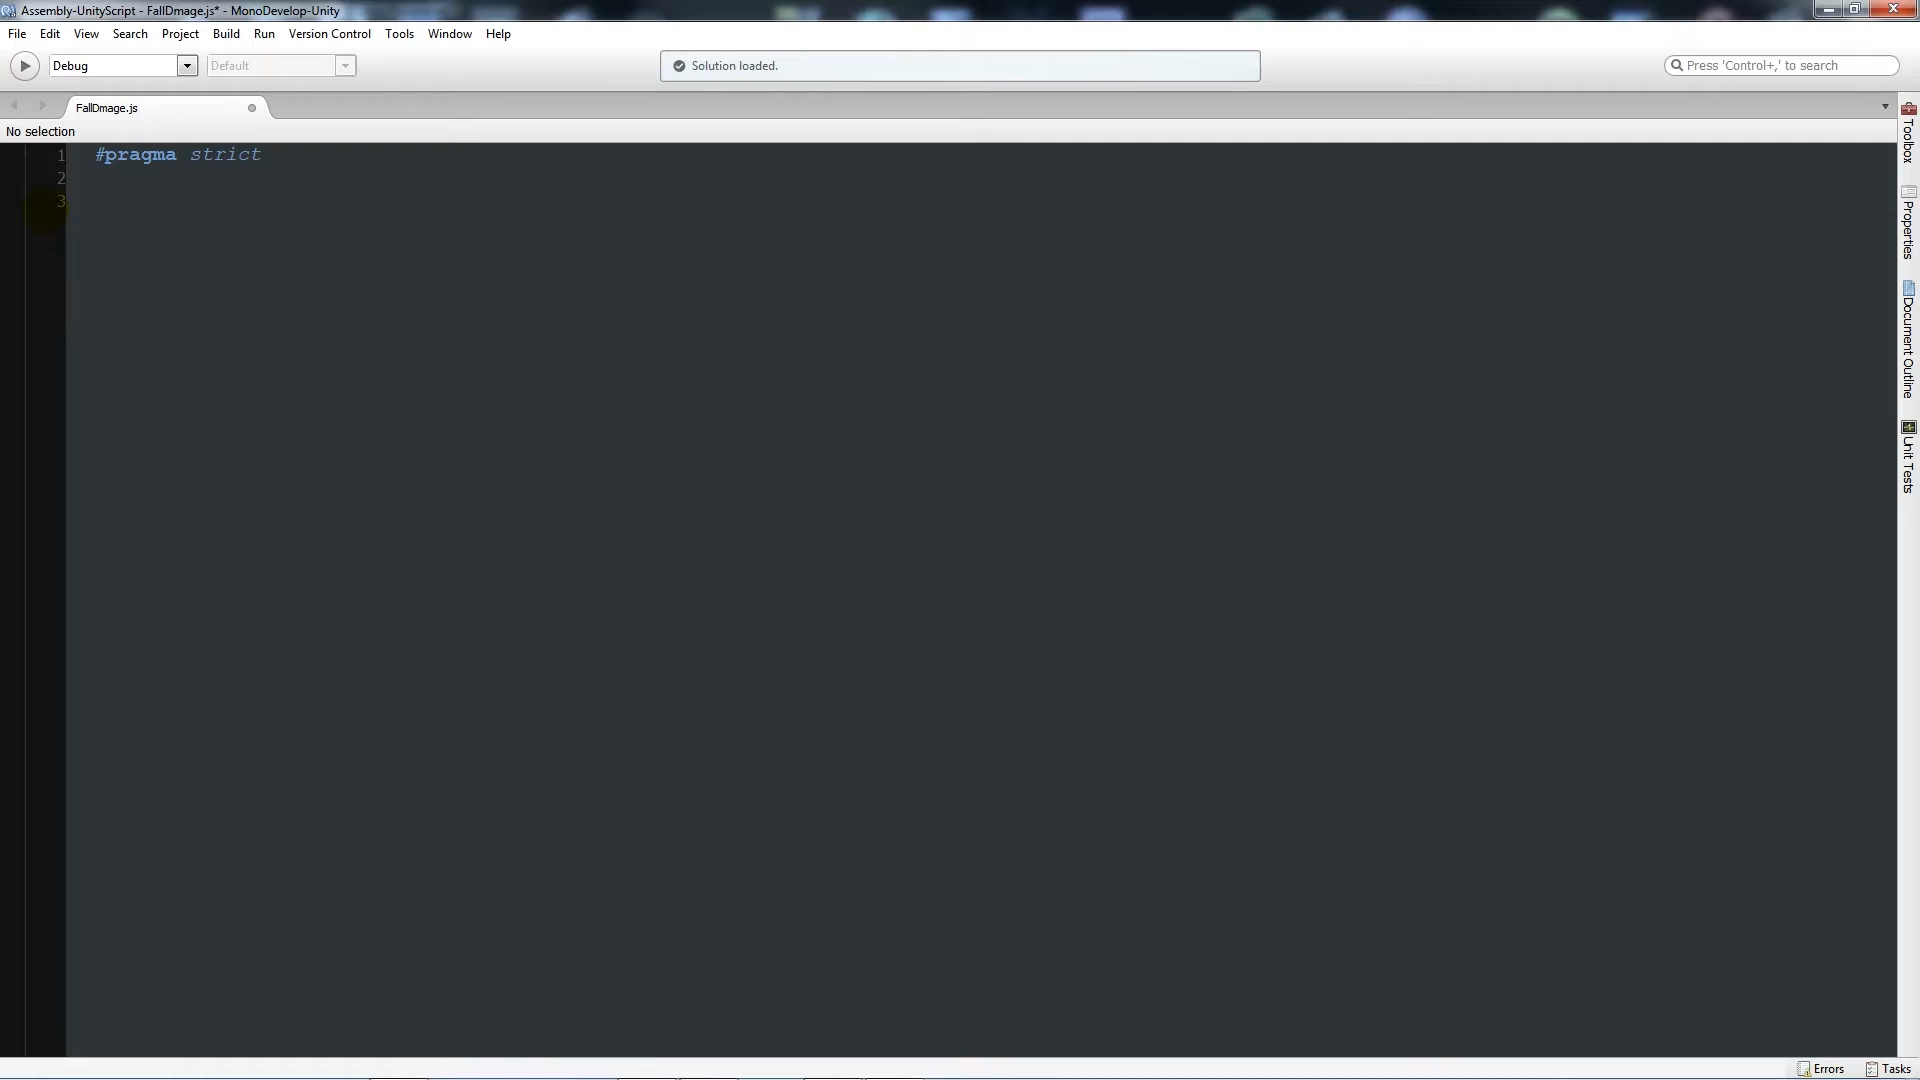 Assembly-UnityScript - FallDmage.js* - MonoDevelop-Unity
File Edit View Search Project Build Run Version Control Tools Window Help
Debug Default Solution loaded. Press 'Control+,' to search
FallDmage.js
No selection
1 #pragma strict
2
3
Toolbox
Properties
Document Outline
Unit Tests
Errors Tasks